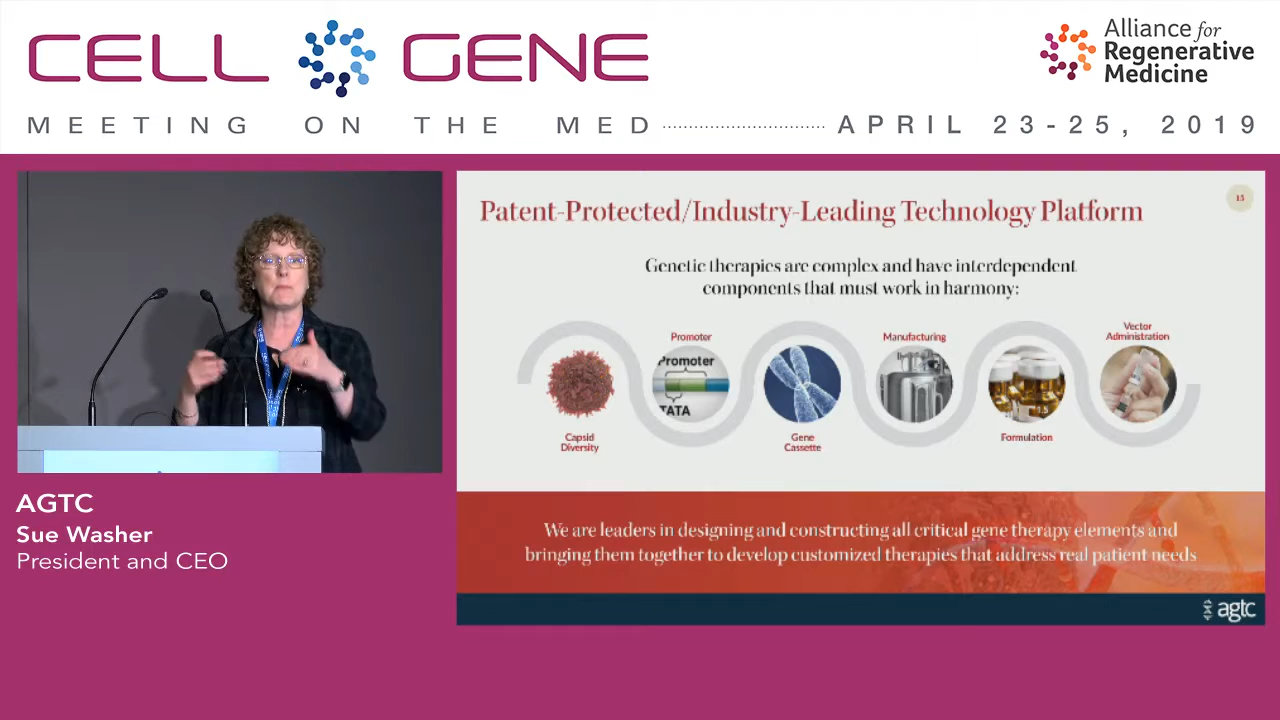 CELL GENE
Alliance for
Regenerative
Medicine
MEETING ON THE MED
APRIL 23-25, 2019
Patent-Protected/Industry-Leading Technology Platform
15
Genetic therapies are complex and have interdependent
components that must work in harmony:
Promoter
Manufacturing
Vector
Administration
Promoter
TATA
Capsid
Diversity
Gene
Cassette
Formulation
We are leaders in designing and constructing all critical gene therapy elements and
bringing them together to develop customized therapies that address real patient needs
agtc
AGTC
Sue Washer
President and CEO